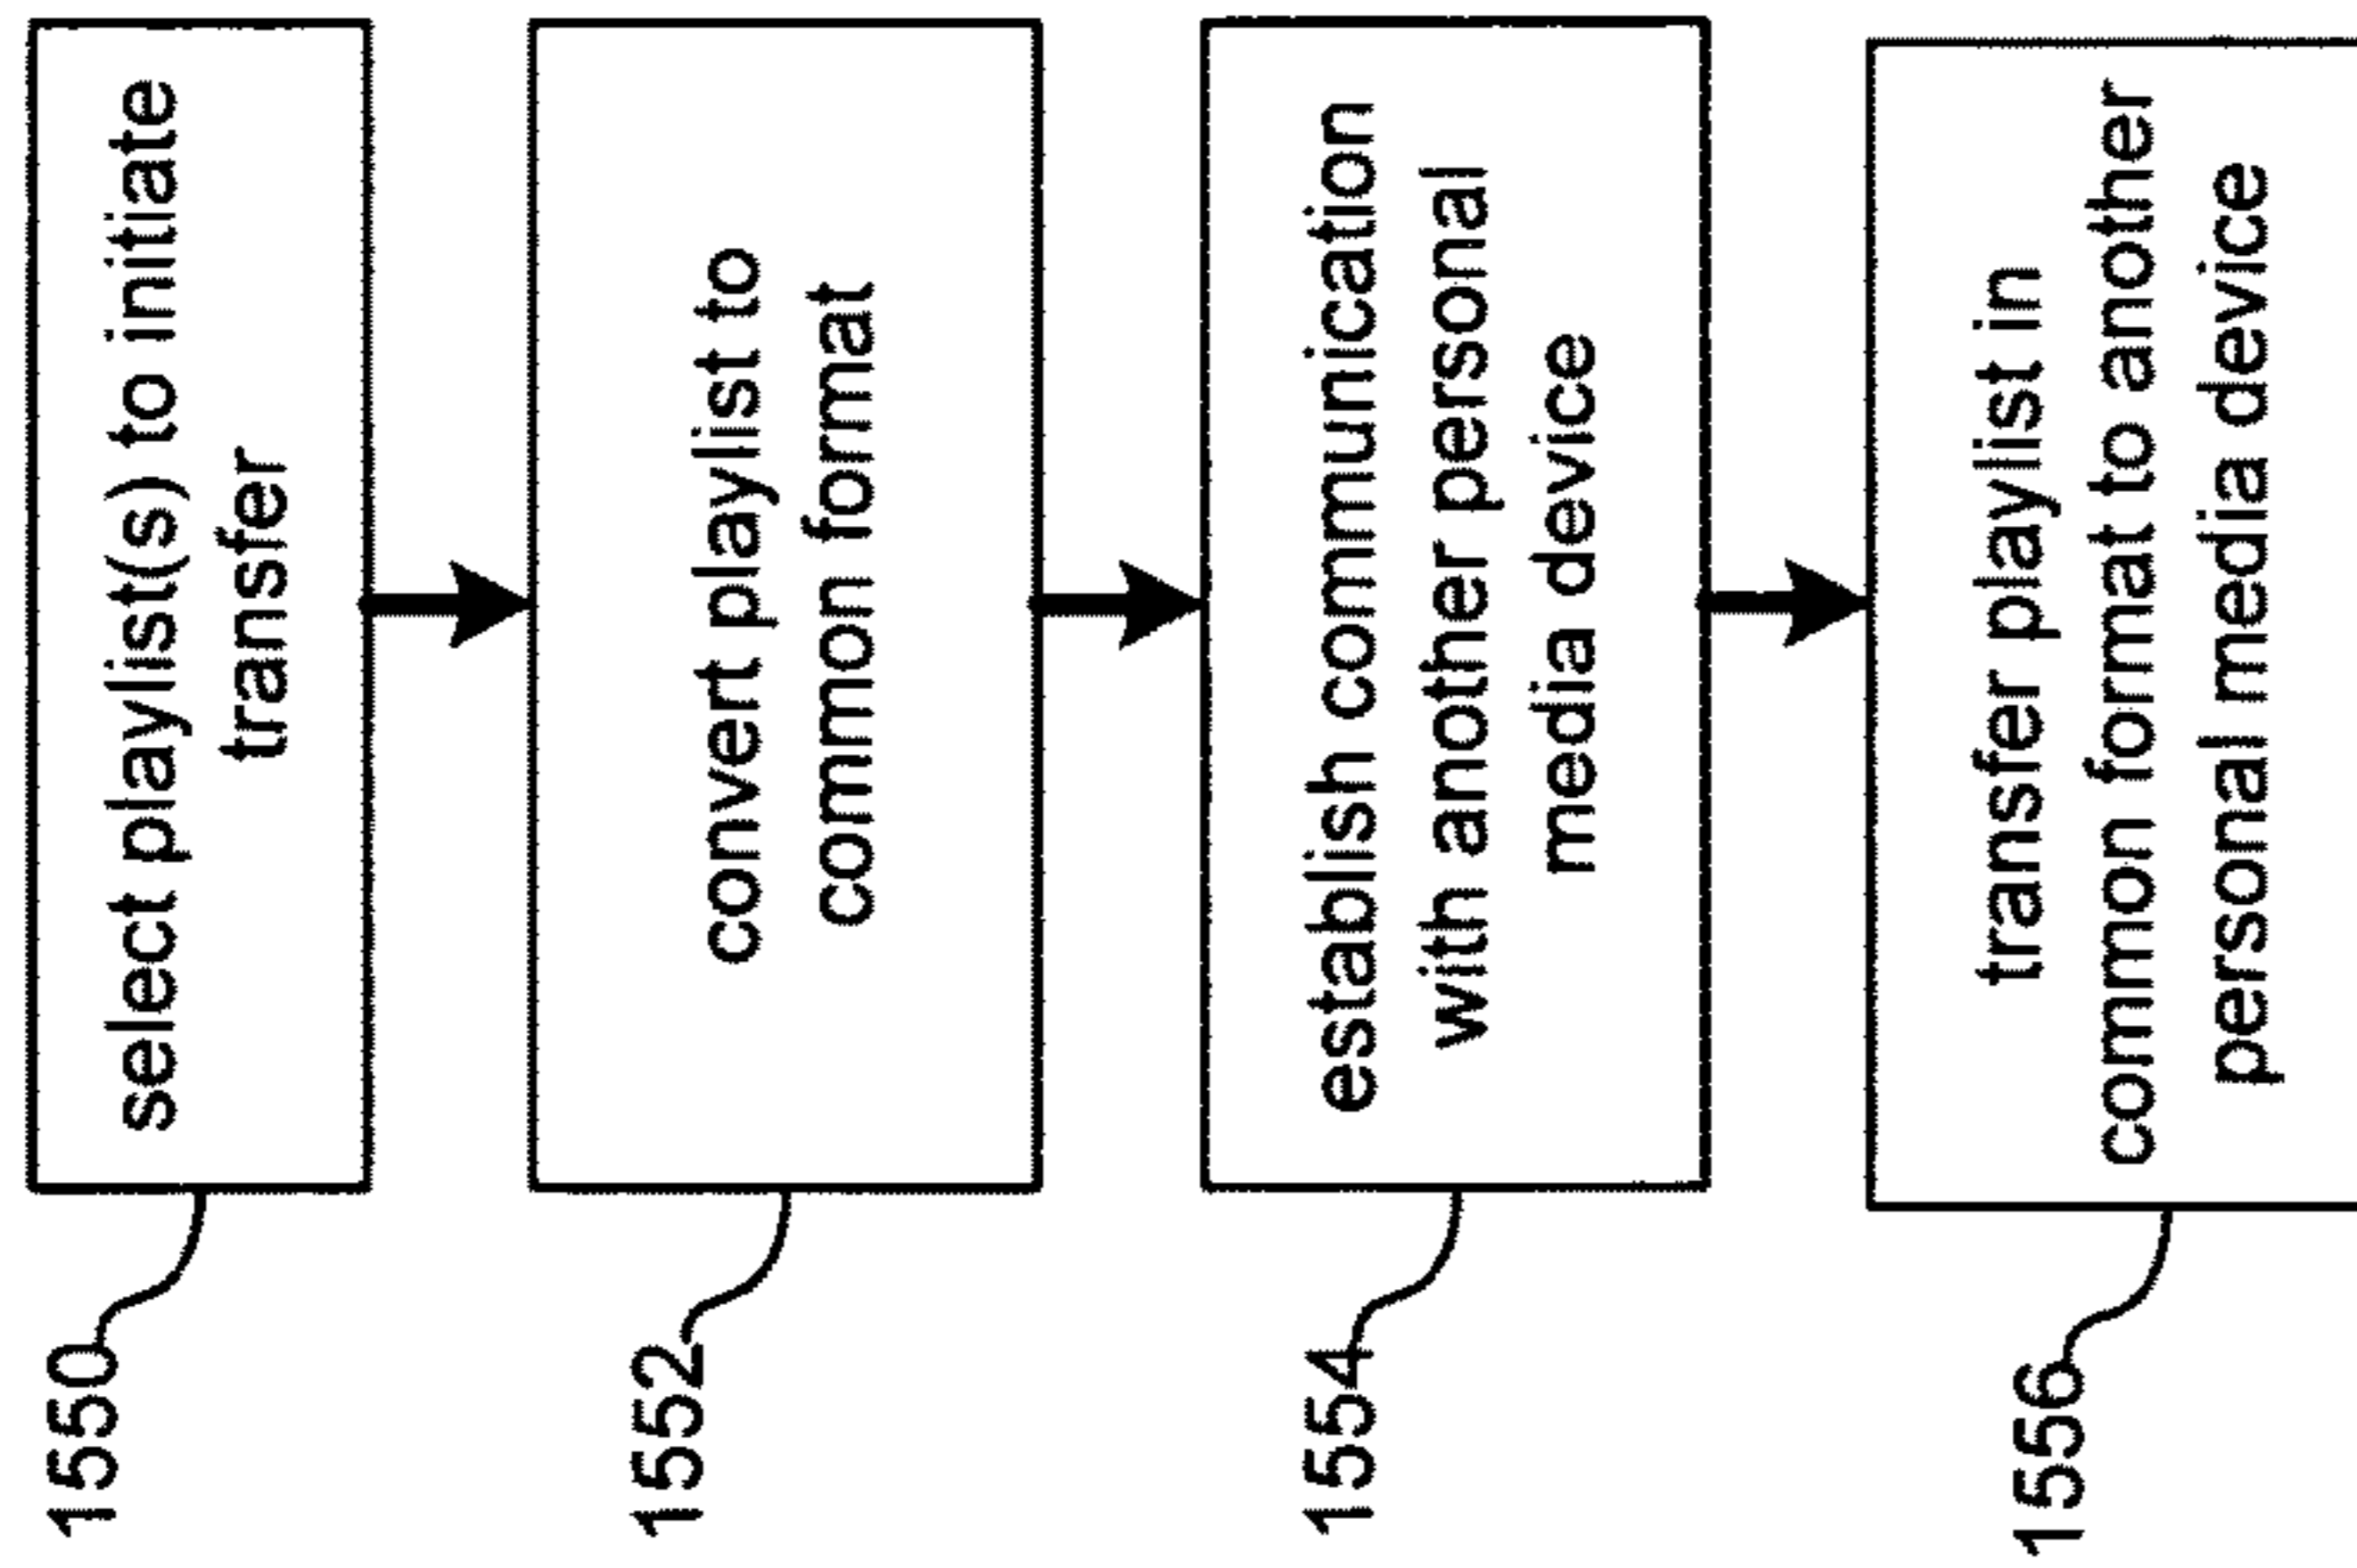 1550
select playlist(s) to initiate
transfer
1552
convert playlist to
common format
1554
establish communication
with another personal
media device
1556
transfer playlist in
common format to another
personal media device